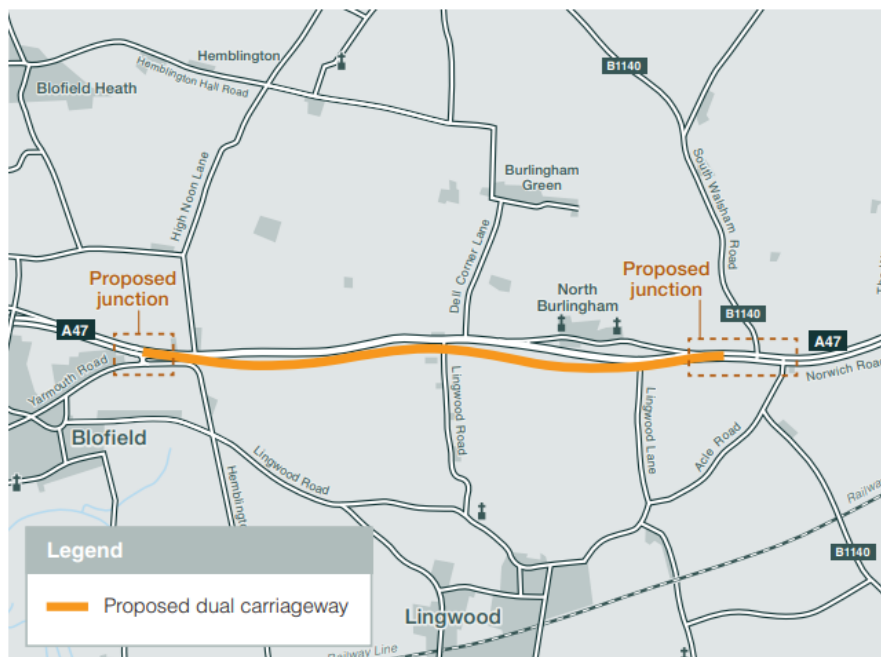 Hemblington
B1140
Hemblington Hall Road
Blofield Heath
High Noon Lane
Burlingham
Green
South Walsham Road
Dell Corner Lane
Proposed
junction
North
Burlingham
Proposed
junction
B1140
A47
A47
Norwich Road
Yarmouth Road
Blofield
Lingwood Road
Lingwood Road
Lingwood Lane
Acle Road
Hemblington
Railway
B1140
Legend
Proposed dual carriageway
Lingwood
Railway Line